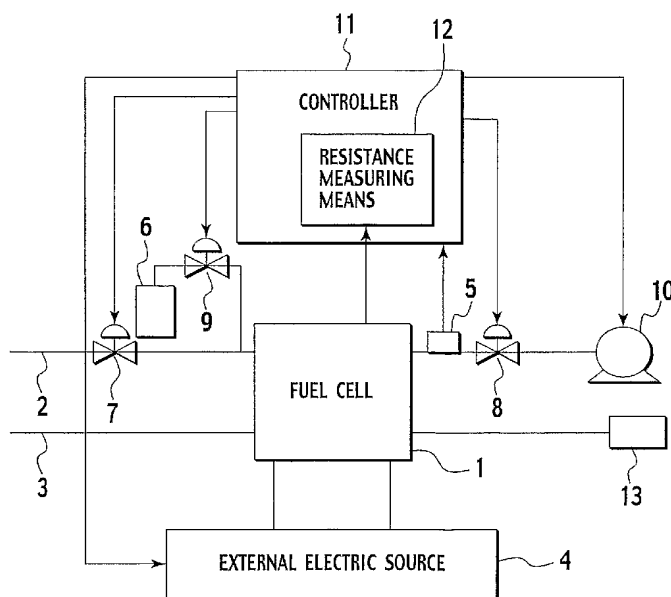 11
12
CONTROLLER
RESISTANCE
MEASURING
MEANS
6
9
5
10
2
7
FUEL CELL
8
3
1
13
EXTERNAL ELECTRIC SOURCE
4